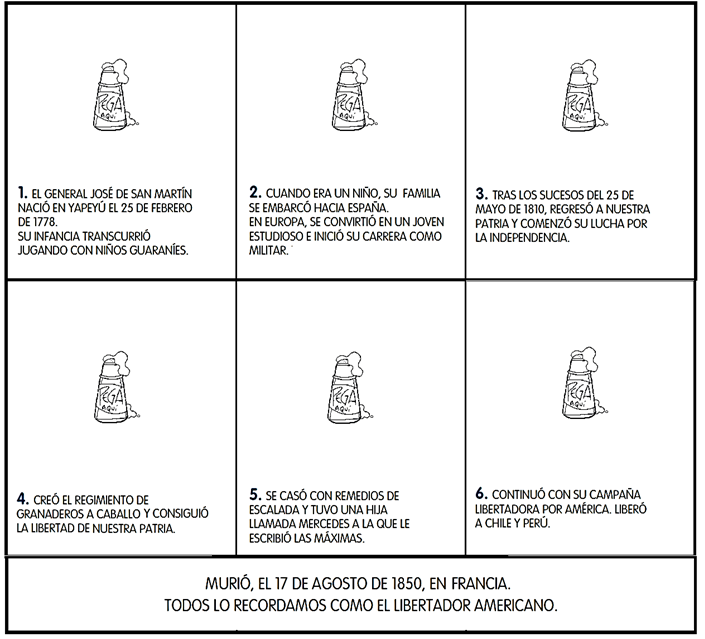 PEGA
AQUÍ
PEGA
AQUÍ
PEGA
AQUÍ
1. EL GENERAL JOSÉ DE SAN MARTÍN
NACIÓ EN YAPEYÚ EL 25 DE FEBRERO
DE 1778.
SU INFANCIA TRANSCURRIÓ
JUGANDO CON NIÑOS GUARANÍES.
2. CUANDO ERA UN NIÑO, SU FAMILIA
SE EMBARCÓ HACIA ESPAÑA.
EN EUROPA, SE CONVIRTIÓ EN UN JOVEN
ESTUDIOSO E INICIÓ SU CARRERA COMO
MILITAR.
3. TRAS LOS SUCESOS DEL 25 DE
MAYO DE 1810, REGRESÓ A NUESTRA
PATRIA Y COMENZÓ SU LUCHA POR
LA INDEPENDENCIA.
PEGA
AQUÍ
PEGA
AQUÍ
PEGA
AQUÍ
4. CREÓ EL REGIMIENTO DE
GRANADEROS A CABALLO Y CONSIGUIÓ
LA LIBERTAD DE NUESTRA PATRIA.
5. SE CASÓ CON REMEDIOS DE
ESCALADA Y TUVO UNA HIJA
LLAMADA MERCEDES A LA QUE LE
ESCRIBIÓ LAS MÁXIMAS.
6. CONTINUÓ CON SU CAMPAÑA
LIBERTADORA POR AMÉRICA. LIBERÓ
A CHILE Y PERÚ.
MURIÓ, EL 17 DE AGOSTO DE 1850, EN FRANCIA.
TODOS LO RECORDAMOS COMO EL LIBERTADOR AMERICANO.